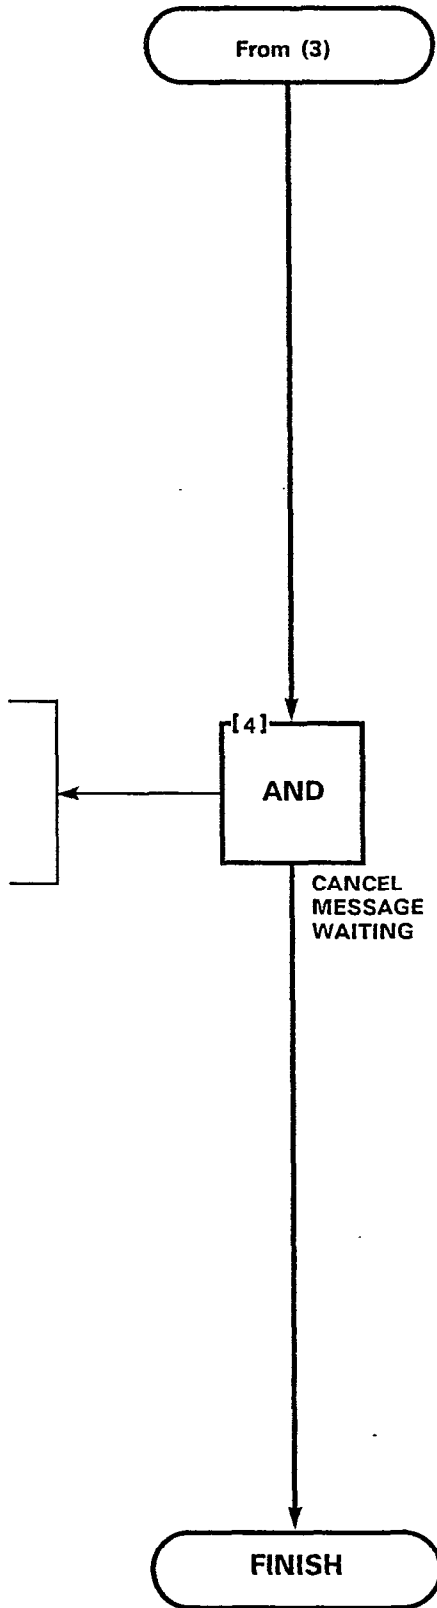 From (3)
[4]
AND
CANCEL
MESSAGE
WAITING
FINISH